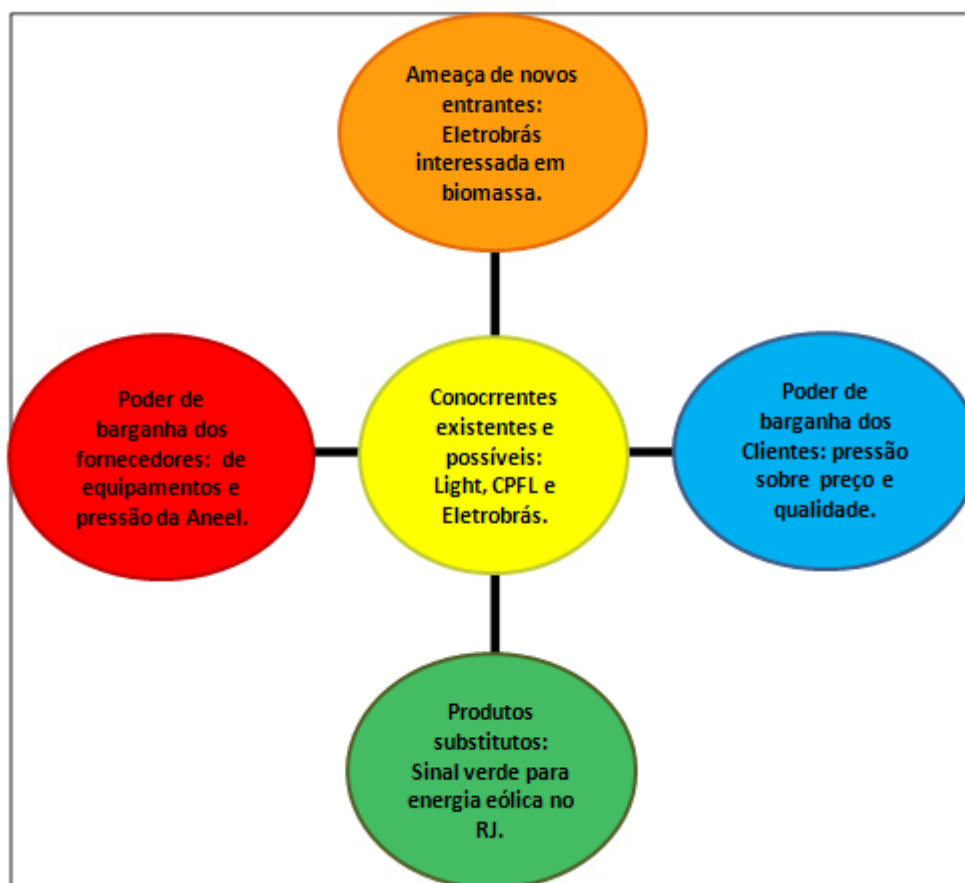 Ameaça de novos
entrantes:
Eletrobrás
interessada em
biomassa.
Poder de
barganha dos
fornecedores: de
equipamentos e
pressão da Aneel.
Conocrrentes
existentes e
possíveis:
Light, CPFL e
Eletrobrás.
Poder de
barganha dos
Clientes: pressão
sobre preço e
qualidade.
Produtos
substitutos:
Sinal verde para
energia eólica no
RJ.